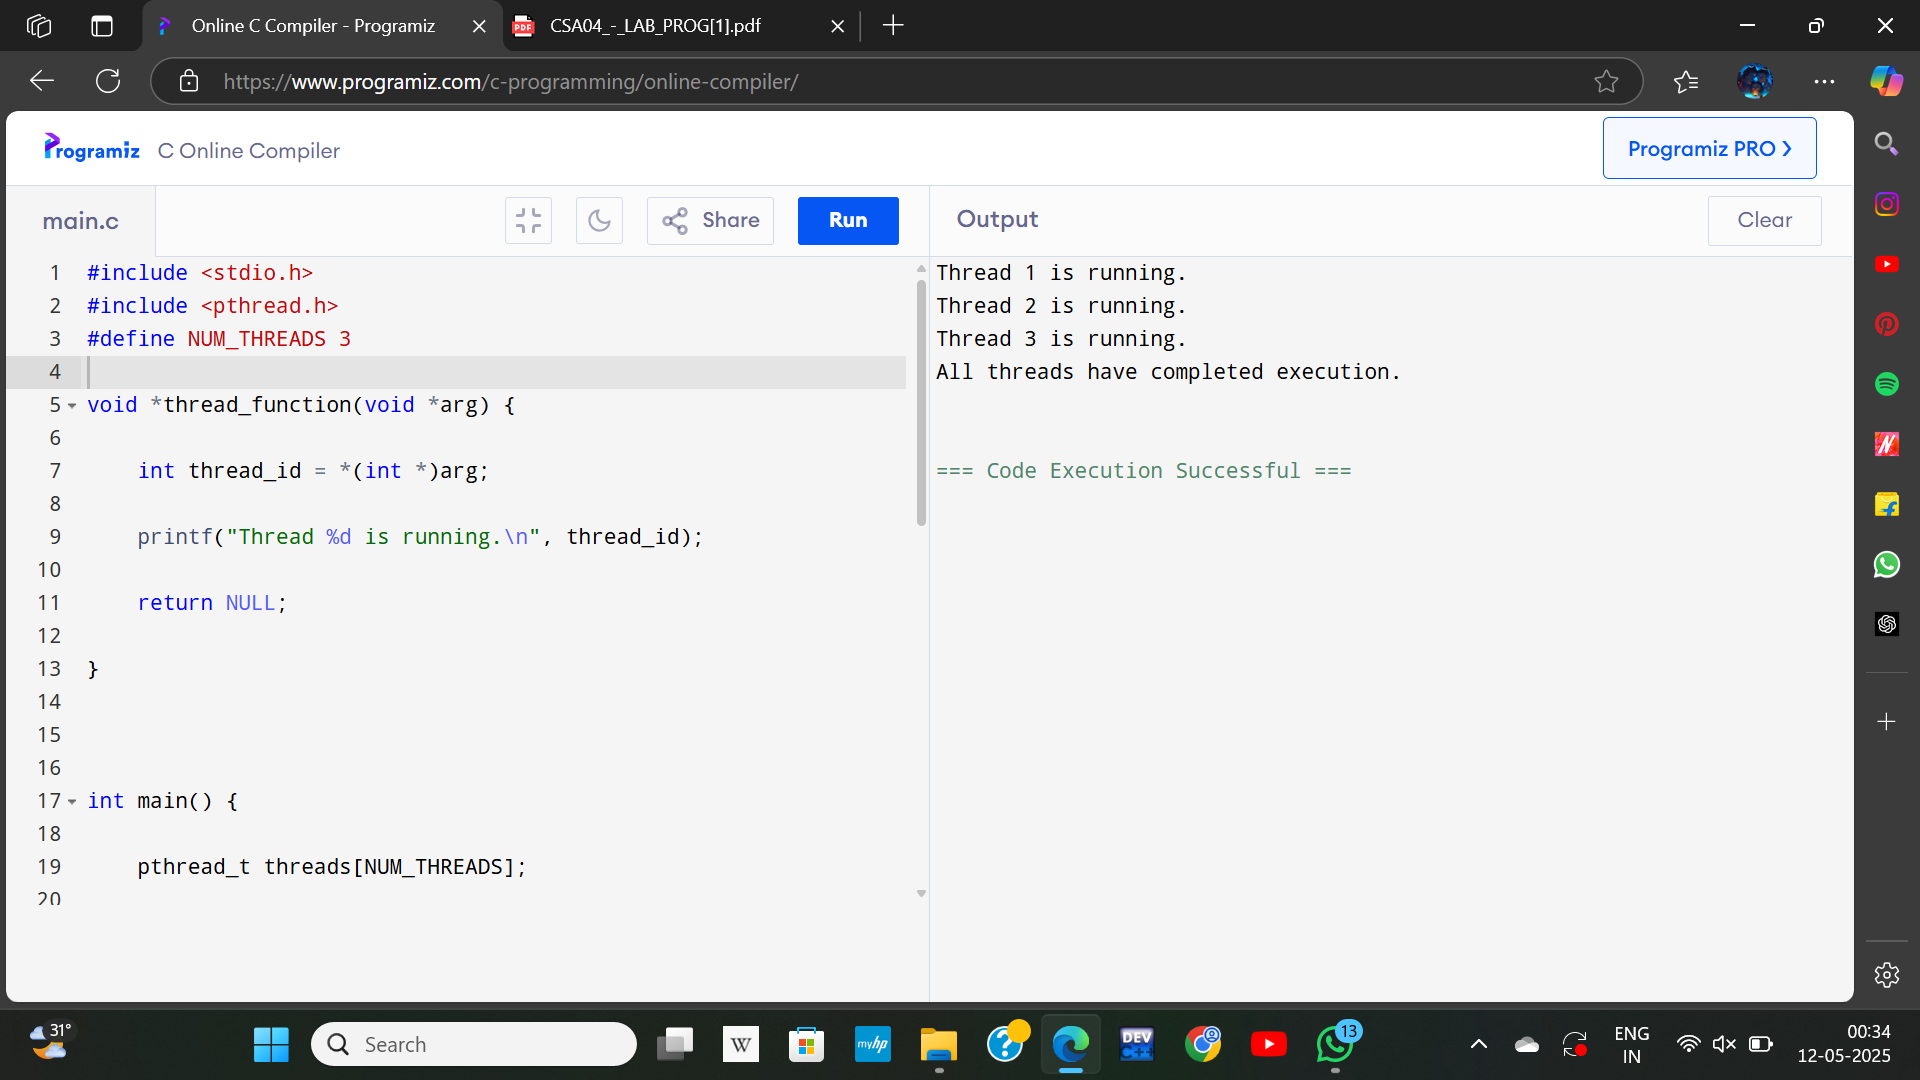 Online C Compiler - Programiz
CSA04_-_LAB_PROG[1].pdf
https://www.programiz.com/c-programming/online-compiler/
Programiz C Online Compiler
Programiz PRO
main.c
Share
Run
Output
Clear
1 #include <stdio.h>
2 #include <pthread.h>
3 #define NUM_THREADS 3
4
5 void *thread_function(void *arg) {
6
7 int thread_id = *(int *)arg;
8
9 printf("Thread %d is running.\n", thread_id);
10
11 return NULL;
12
13 }
14
15
16
17 int main() {
18
19 pthread_t threads[NUM_THREADS];
20
Thread 1 is running.
Thread 2 is running.
Thread 3 is running.
All threads have completed execution.
=== Code Execution Successful ===
31°
Search
W
myhp
DEV
C++
13
ENG
IN
00:34
12-05-2025